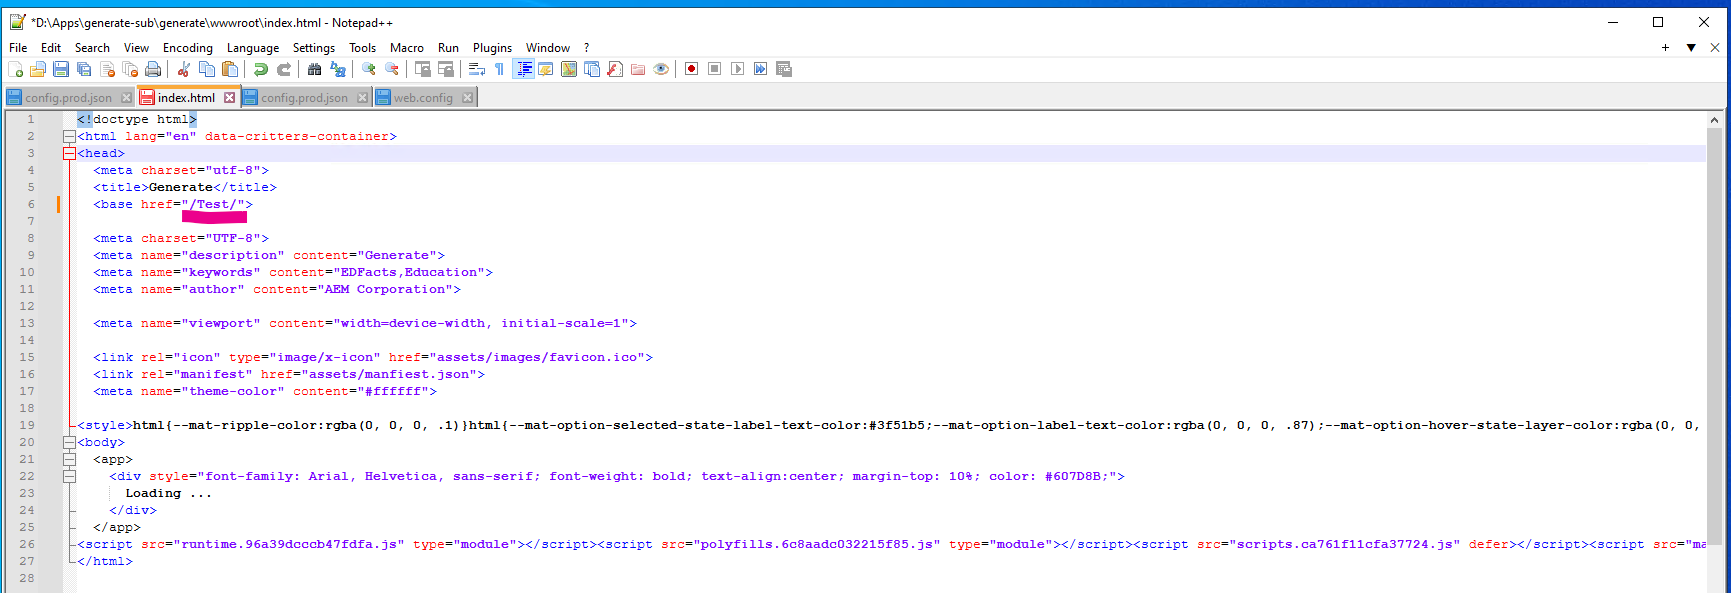 *D:\Apps\generate-sub\generate\wwwroot\index.html - Notepad++
File Edit Search View Encoding Language Settings Tools Macro Run Plugins Window ?
config.prod.json index.html config.prod.json web.config
1 <!doctype html>
2 <html lang="en" data-critters-container>
3 <head>
4 <meta charset="utf-8">
5 <title>Generate</title>
6 <base href="/Test/">
7
8 <meta charset="UTF-8">
9 <meta name="description" content="Generate">
10 <meta name="keywords" content="EDFacts,Education">
11 <meta name="author" content="AEM Corporation">
12
13 <meta name="viewport" content="width=device-width, initial-scale=1">
14
15 <link rel="icon" type="image/x-icon" href="assets/images/favicon.ico">
16 <link rel="manifest" href="assets/manfiest.json">
17 <meta name="theme-color" content="#ffffff">
18
19 <style>html{--mat-ripple-color:rgba(0, 0, 0, .1)}html{--mat-option-selected-state-label-text-color:#3f51b5;--mat-option-label-text-color:rgba(0, 0, 0, .87);--mat-option-hover-state-layer-color:rgba(0, 0,
20 <body>
21 <app>
22 <div style="font-family: Arial, Helvetica, sans-serif; font-weight: bold; text-align:center; margin-top: 10%; color: #607D8B;">
23 Loading ...
24 </div>
25 </app>
26 <script src="runtime.96a39dcccb47fdfa.js" type="module"></script><script src="polyfills.6c8aadc032215f85.js" type="module"></script><script src="scripts.ca761f11cfa37724.js" defer></script><script src="ma
27 </html>
28